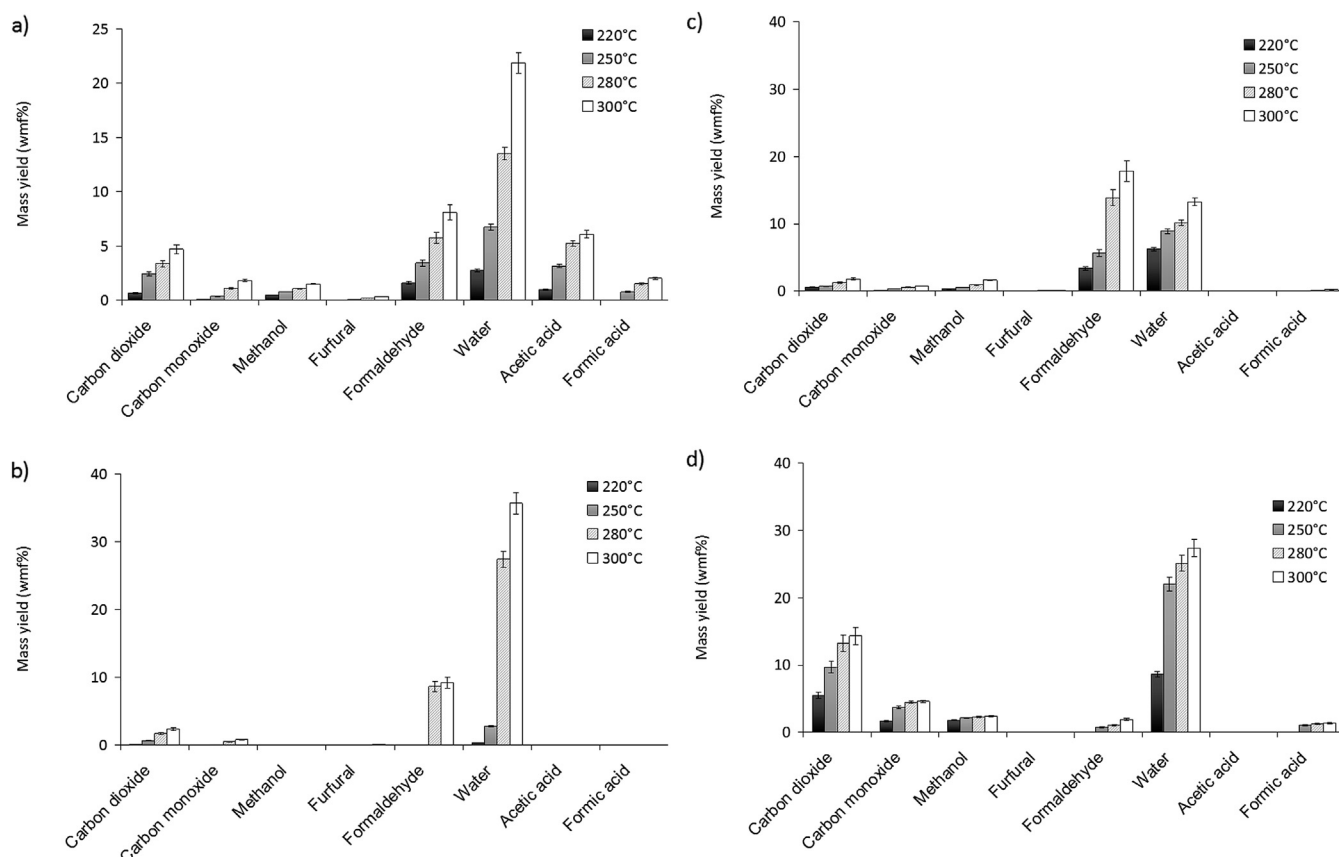 a)
Mass yield (wmf%)
25
20
15
10
5
0
220°C
250°C
280°C
300°C
Carbon dioxide
Carbon monoxide
Methanol
Furfural
Formaldehyde
Water
Acetic acid
Formic acid
c)
Mass yield (wmf%)
40
30
20
10
0
220°C
250°C
280°C
300°C
Carbon dioxide
Carbon monoxide
Methanol
Furfural
Formaldehyde
Water
Acetic acid
Formic acid
b)
Mass yield (wmf%)
40
30
20
10
0
220°C
250°C
280°C
300°C
Carbon dioxide
Carbon monoxide
Methanol
Furfural
Formaldehyde
Water
Acetic acid
Formic acid
d)
Mass yield (wmf%)
40
30
20
10
0
220°C
250°C
280°C
300°C
Carbon dioxide
Carbon monoxide
Methanol
Furfural
Formaldehyde
Water
Acetic acid
Formic acid